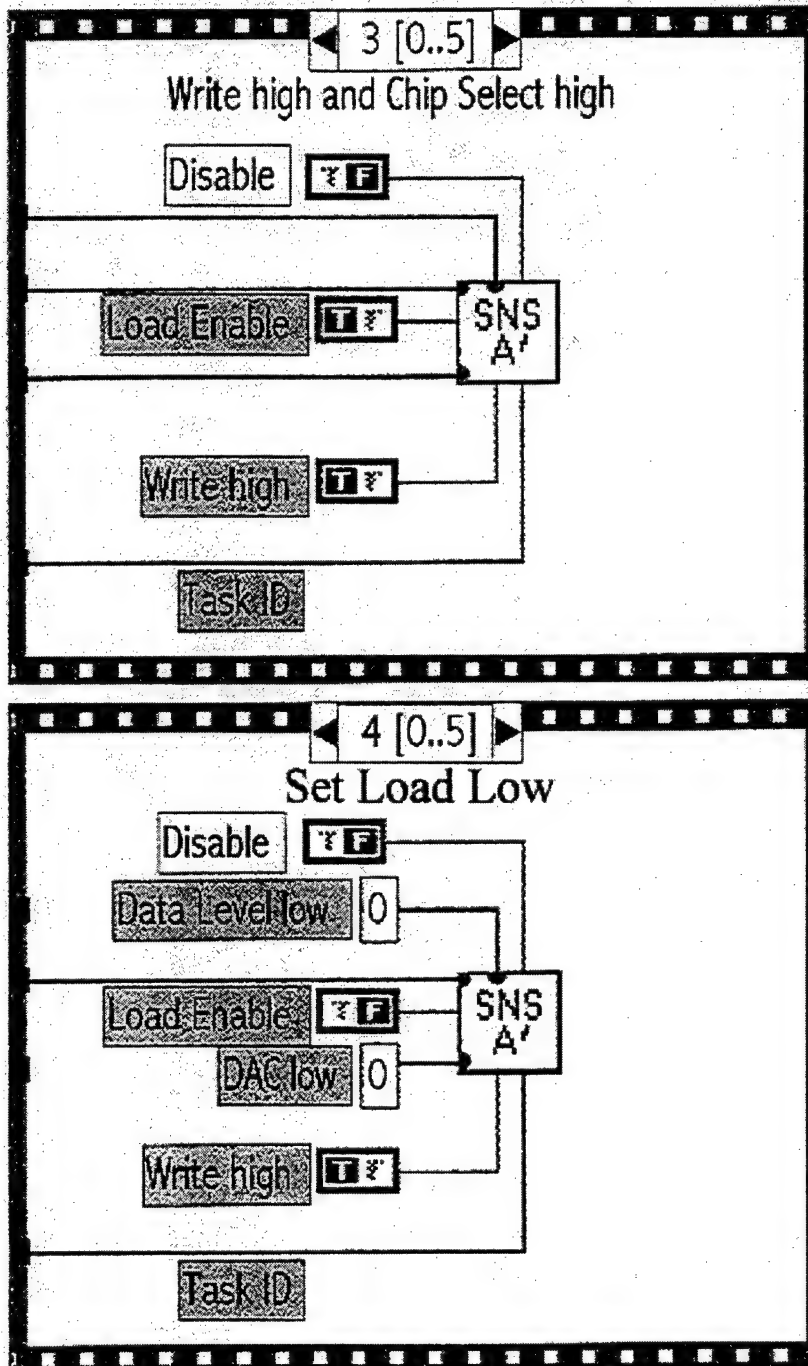 3 [0..5]
Write high and Chip Select high
Disable F
Load Enable T
SNS
A'
Write high T
Task ID
4 [0..5]
Set Load Low
Disable F
Data Level low 0
Load Enable F
SNS
A'
DAC low 0
Write high T
Task ID